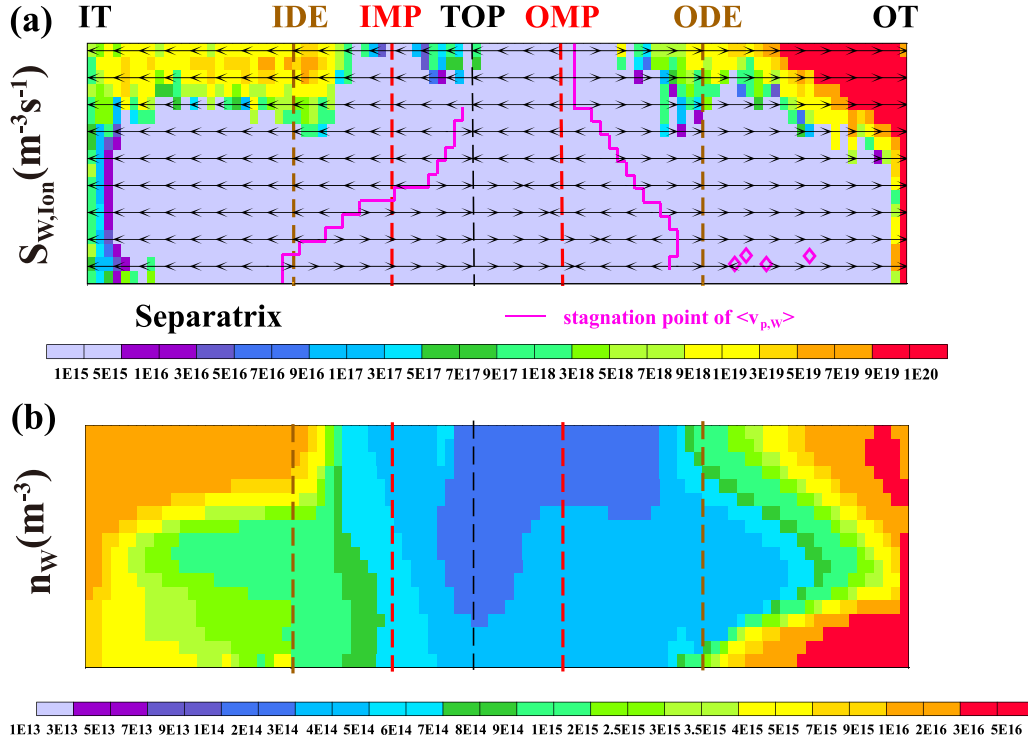 (a) IT IDE IMP TOP OMP ODE OT
S_W,Ion(m⁻³s⁻¹)
Separatrix
stagnation point of <v_p,W>
1E15 5E15 1E16 3E16 5E16 7E16 9E16 1E17 3E17 5E17 7E17 9E17 1E18 3E18 5E18 7E18 9E18 1E19 3E19 5E19 7E19 9E19 1E20
(b)
n_W(m⁻³)
1E13 3E13 5E13 7E13 9E13 1E14 2E14 3E14 4E14 6E14 8E14 9E14 1E15 2E15 2.5E15 3E15 3.5E15 4E15 5E15 7E15 9E15 1E16 2E16 3E16 5E16